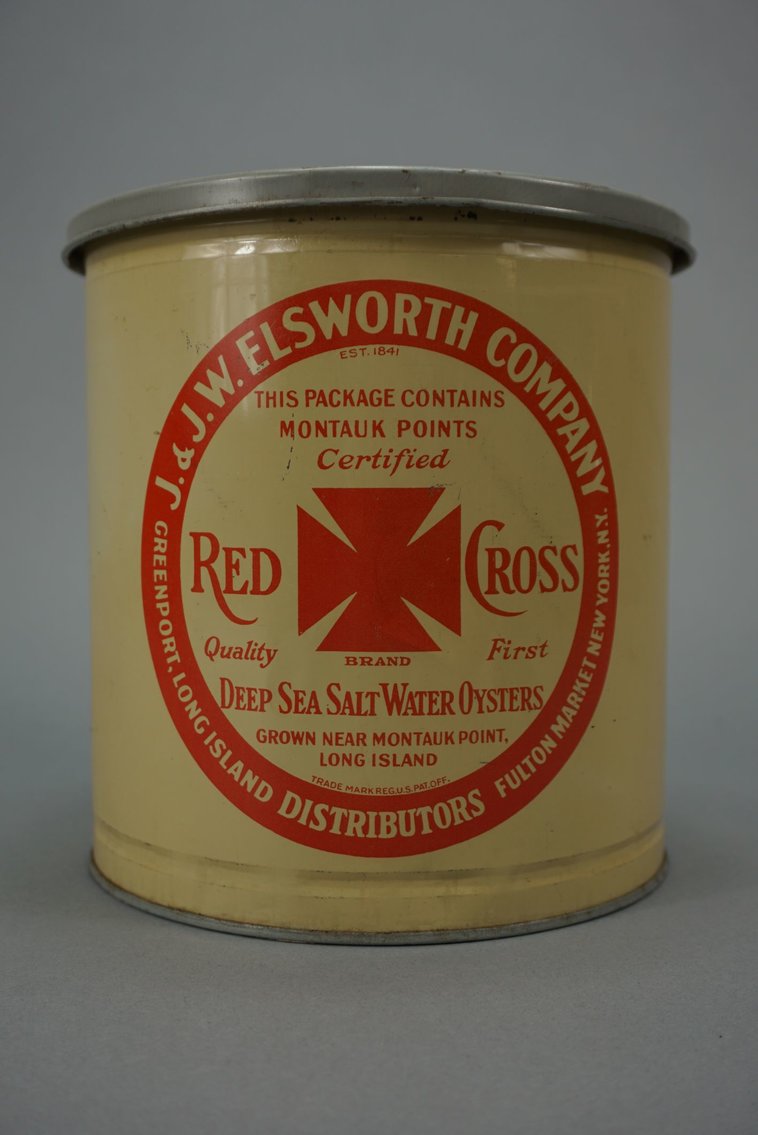 J. & J. W. ELSWORTH COMPANY
EST. 1841
THIS PACKAGE CONTAINS
MONTAUK POINTS
Certified
RED CROSS
Quality First
BRAND
DEEP SEA SALT WATER OYSTERS
GROWN NEAR MONTAUK POINT,
LONG ISLAND
TRADE MARK REG. U.S. PAT. OFF.
GREENPORT, LONG ISLAND DISTRIBUTORS FULTON MARKET NEW YORK. N.Y.